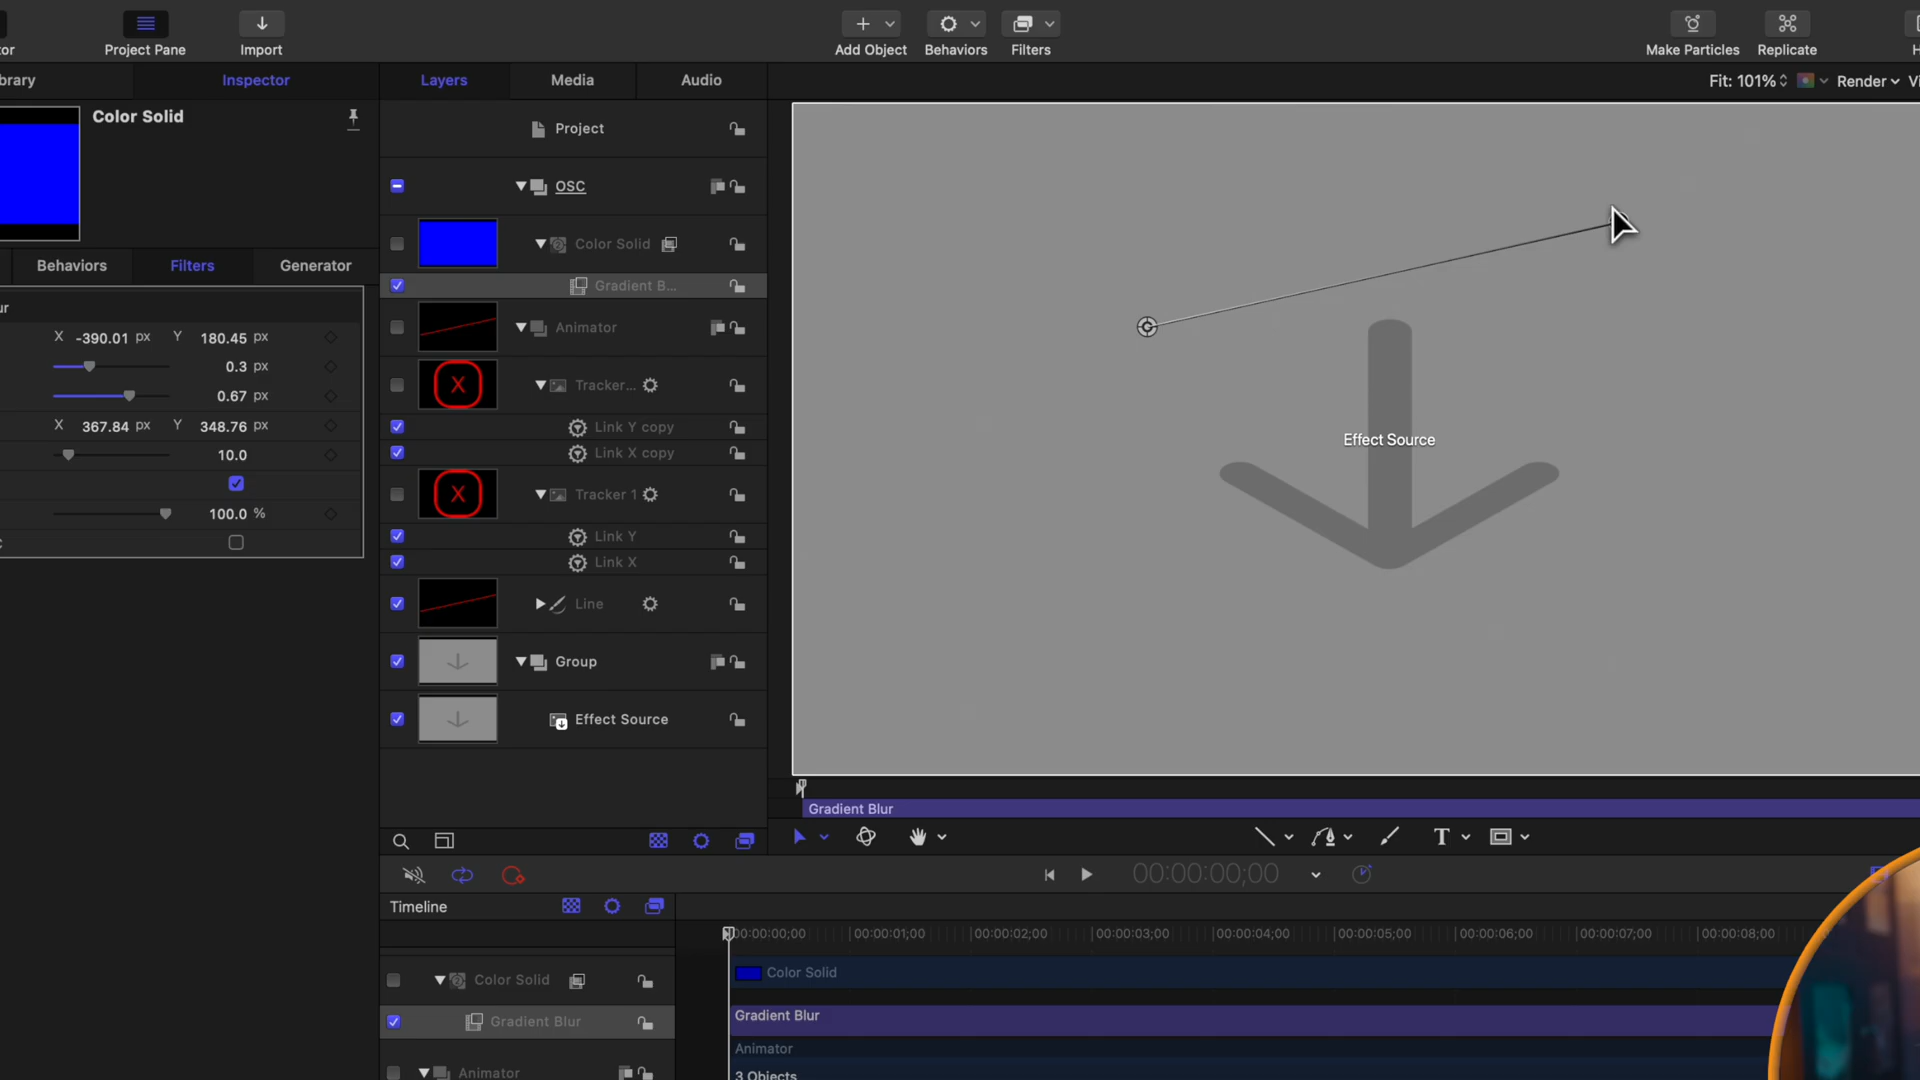 tor
Project Pane
Import
Add Object
Behaviors
Filters
Make Particles
Replicate
H
brary
Inspector
Layers
Media
Audio
Fit: 101%
Render
Vi
Color Solid
Project
OSC
Color Solid
Behaviors
Filters
Generator
Gradient B...
ur
X -390.01 px Y 180.45 px
0.3 px
0.67 px
X 367.84 px Y 348.76 px
10.0
100.0 %
Animator
X
Tracker...
Link Y copy
Link X copy
X
Tracker 1
Link Y
Link X
Line
Group
Effect Source
Effect Source
Gradient Blur
T
00:00:00;00
Timeline
00:00:00;00
00:00:01;00
00:00:02;00
00:00:03;00
00:00:04;00
00:00:05;00
00:00:06;00
00:00:07;00
00:00:08;00
Color Solid
Color Solid
Gradient Blur
Gradient Blur
Animator
Animator
3 Objects